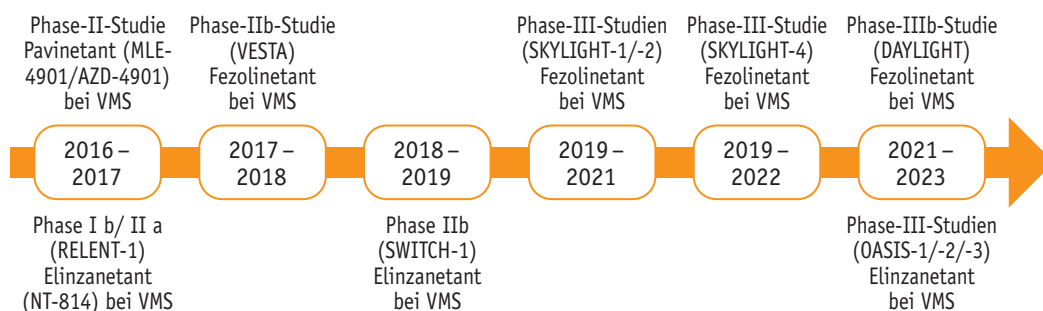 Phase-II-Studie
Pavinetant (MLE-
4901/AZD-4901)
bei VMS
Phase-IIb-Studie
(VESTA)
Fezolinetant
bei VMS
Phase-III-Studien
(SKYLIGHT-1/-2)
Fezolinetant
bei VMS
Phase-III-Studien
(SKYLIGHT-4)
Fezolinetant
bei VMS
Phase-IIIb-Studie
(DAYLIGHT)
Fezolinetant
bei VMS
2016 –
2017
2017 –
2018
2018 –
2019
2019 –
2021
2019 –
2022
2021 –
2023
Phase I b/ II a
(RELENT-1)
Elinzanetant
(NT-814) bei VMS
Phase IIb
(SWITCH-1)
Elinzanetant
bei VMS
Phase-III-Studien
(OASIS-1/-2/-3)
Elinzanetant
bei VMS